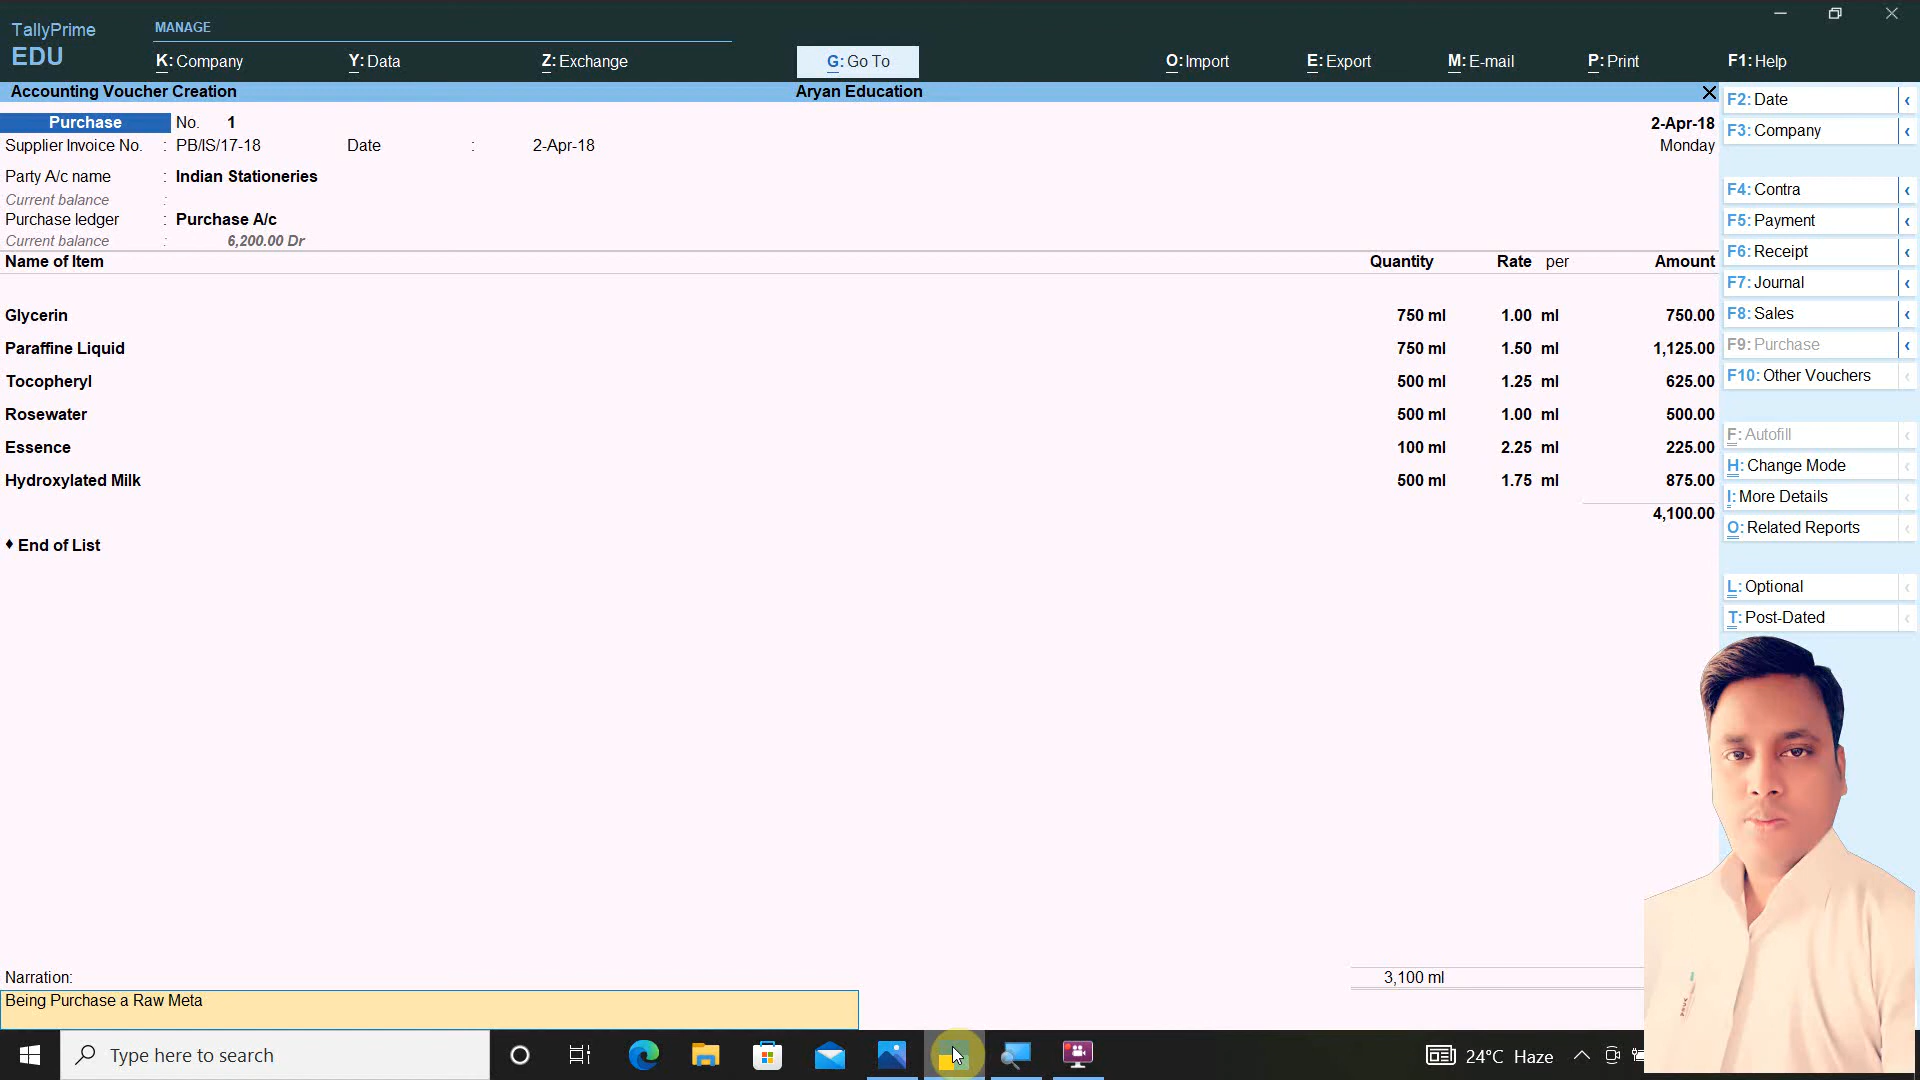 TallyPrime
EDU
MANAGE
K: Company Y: Data Z: Exchange G: Go To O: Import E: Export M: E-mail P: Print F1: Help
Accounting Voucher Creation Aryan Education
Purchase No. 1 2-Apr-18
Supplier Invoice No. : PB/IS/17-18 Date : 2-Apr-18 Monday
Party A/c name : Indian Stationeries
Current balance :
Purchase ledger : Purchase A/c
Current balance : 6,200.00 Dr
Name of Item Quantity Rate per Amount
Glycerin 750 ml 1.00 ml 750.00
Paraffine Liquid 750 ml 1.50 ml 1,125.00
Tocopheryl 500 ml 1.25 ml 625.00
Rosewater 500 ml 1.00 ml 500.00
Essence 100 ml 2.25 ml 225.00
Hydroxylated Milk 500 ml 1.75 ml 875.00
4,100.00
♦ End of List
Narration: 3,100 ml
Being Purchase a Raw Meta
F2: Date
F3: Company
F4: Contra
F5: Payment
F6: Receipt
F7: Journal
F8: Sales
F9: Purchase
F10: Other Vouchers
F: Autofill
H: Change Mode
I: More Details
O: Related Reports
L: Optional
T: Post-Dated
Type here to search
24°C Haze